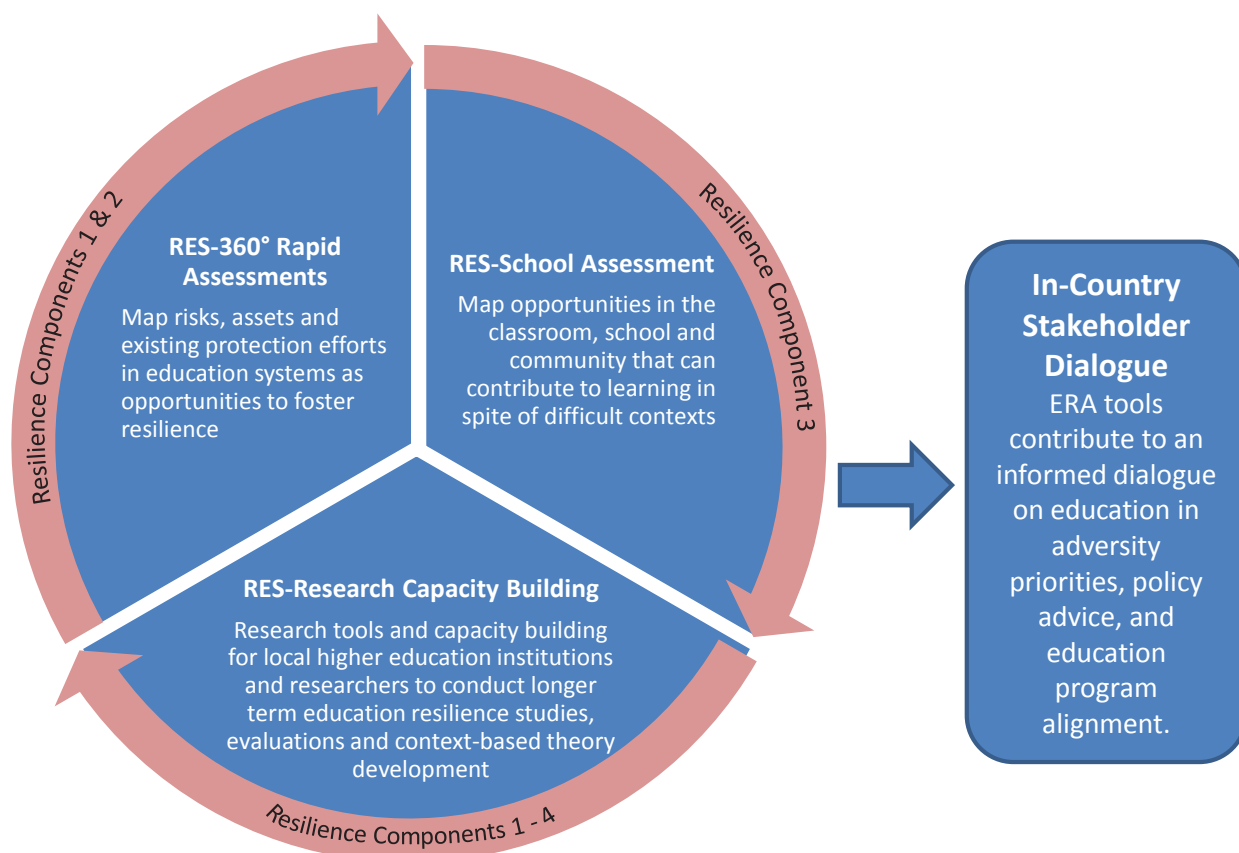 Resilience Components 1 & 2
RES-360° Rapid
Assessments
Map risks, assets and
existing protection efforts
in education systems as
opportunities to foster
resilience
RES-School Assessment
Map opportunities in the
classroom, school and
community that can
contribute to learning in
spite of difficult contexts
Resilience Component 3
RES-Research Capacity Building
Research tools and capacity building
for local higher education institutions
and researchers to conduct longer
term education resilience studies,
evaluations and context-based theory
development
Resilience Components 1 - 4
In-Country
Stakeholder
Dialogue
ERA tools
contribute to an
informed dialogue
on education in
adversity
priorities, policy
advice, and
education
program
alignment.